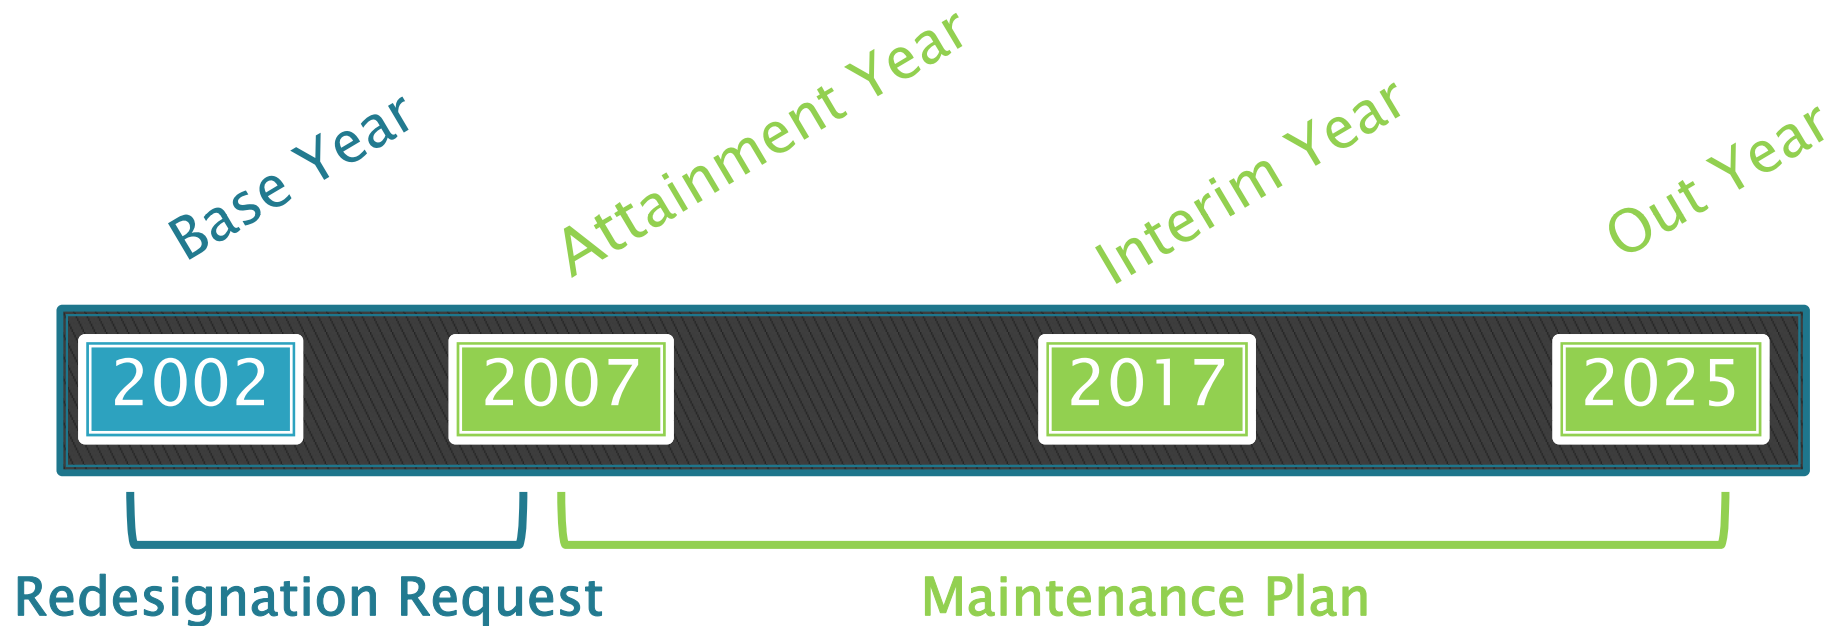 Base Year
Attainment Year
Interim Year
Out Year
2002
2007
2017
2025
Redesignation Request
Maintenance Plan